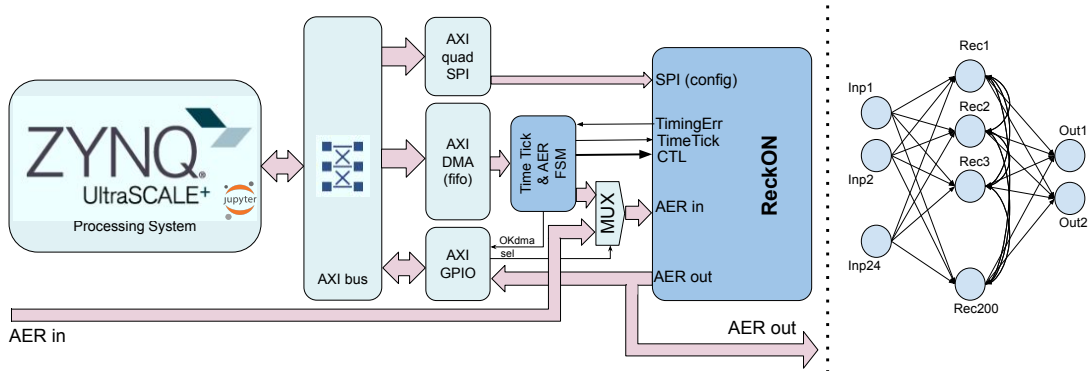 ZYNQ
UltraSCALE+
jupyter
Processing System
AXI bus
AXI
quad
SPI
AXI
DMA
(fifo)
AXI
GPIO
Time Tick
& AER
FSM
OKdma
sel
MUX
SPI (config)
TimingErr
TimeTick
CTL
AER in
AER out
ReckON
AER in
AER out
Rec1
Inp1
Rec2
Out1
Inp2
Rec3
Out2
Inp24
Rec200